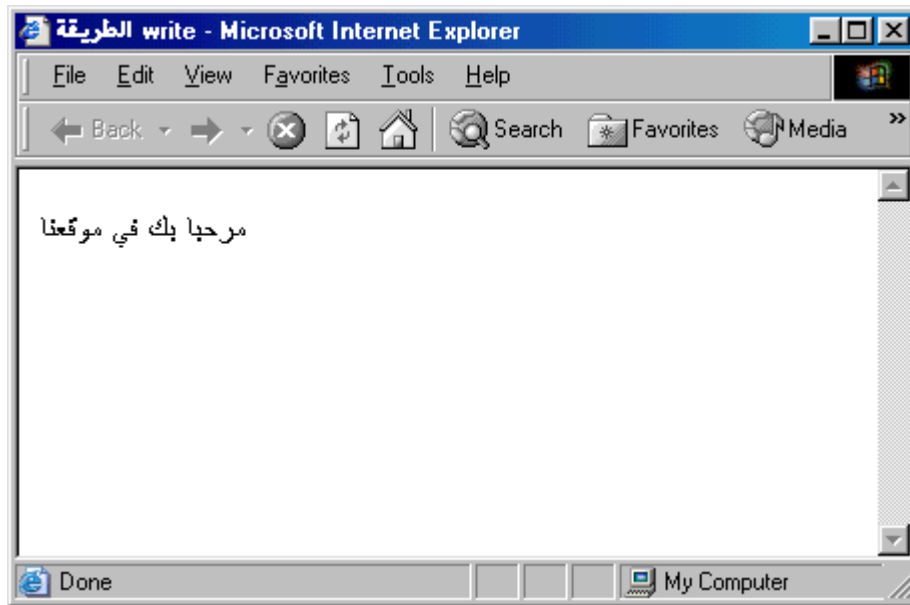 الطريقة write - Microsoft Internet Explorer
File Edit View Favorites Tools Help
Back Search Favorites Media »
مرحبا بك في موقعنا
Done My Computer